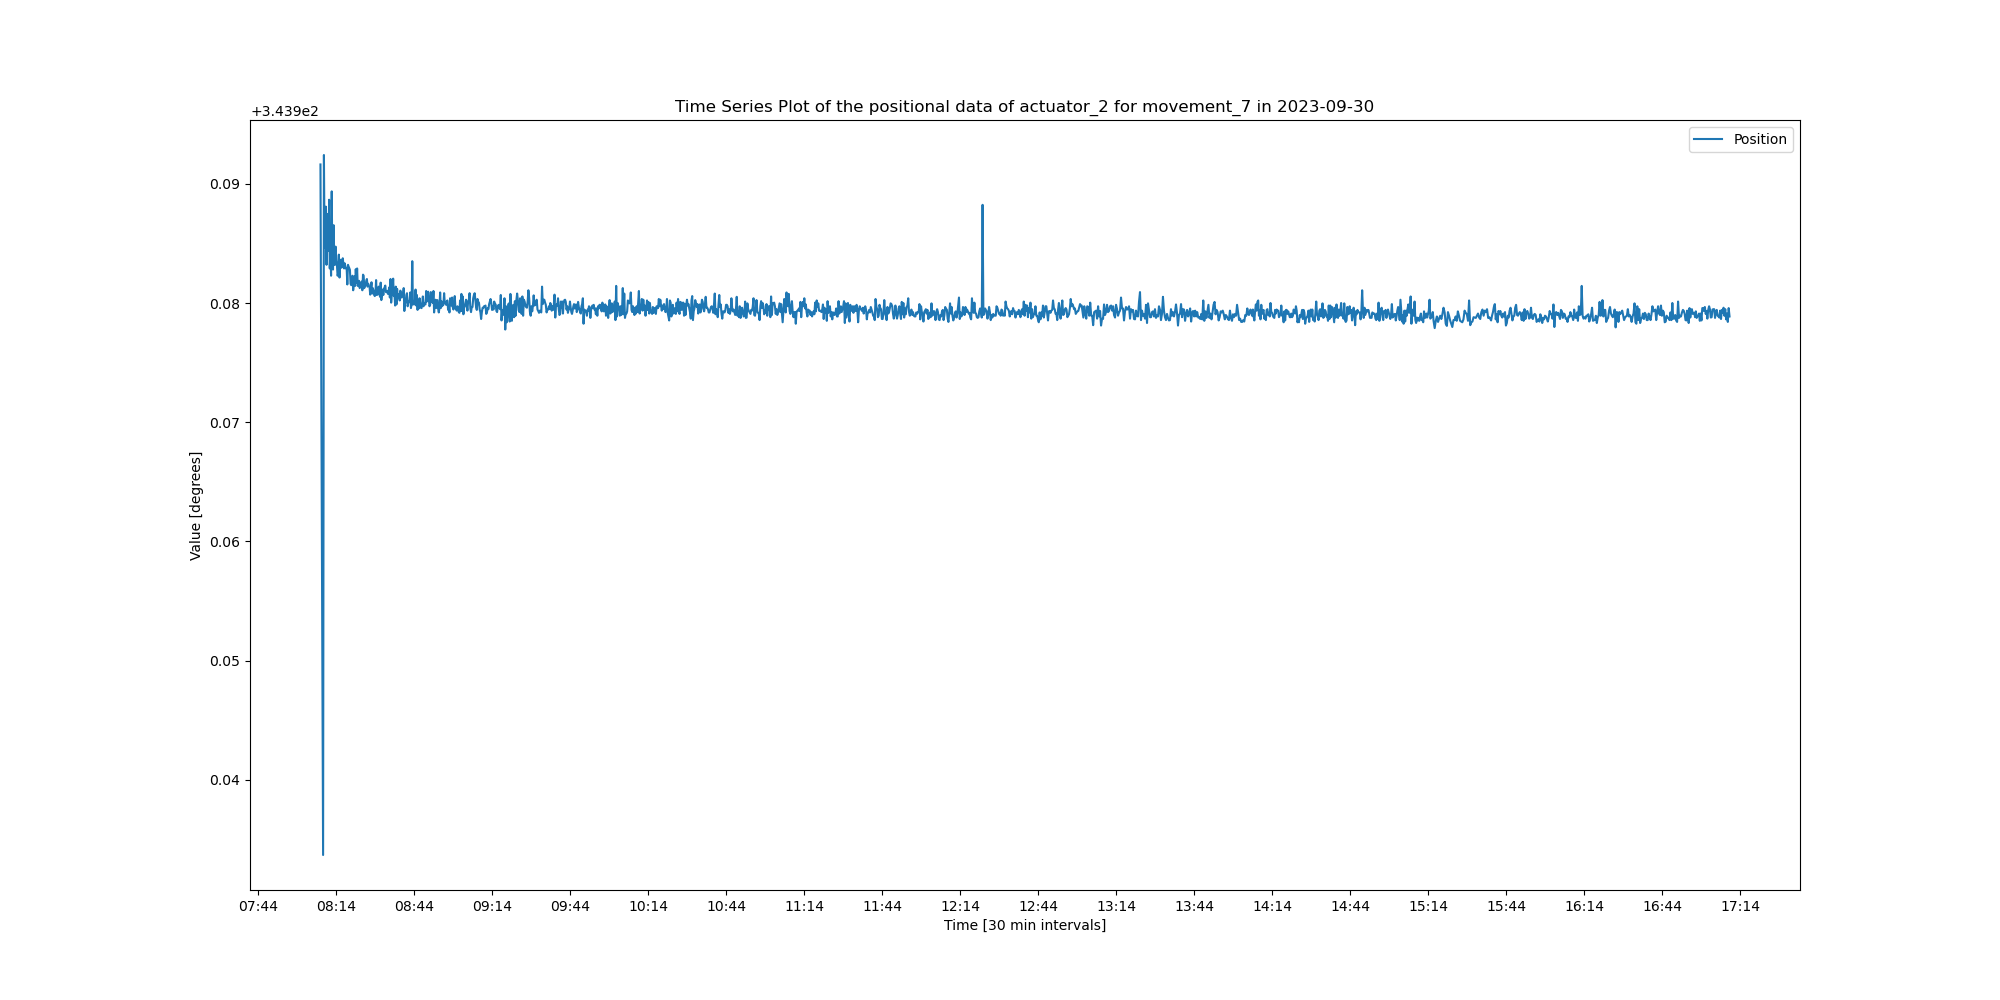 Time Series Plot of the positional data of actuator_2 for movement_7 in 2023-09-30
+3.439e2
Position
0.09
0.08
0.07
0.06
0.05
0.04
Value [degrees]
07:44 08:14 08:44 09:14 09:44 10:14 10:44 11:14 11:44 12:14 12:44 13:14 13:44 14:14 14:44 15:14 15:44 16:14 16:44 17:14
Time [30 min intervals]